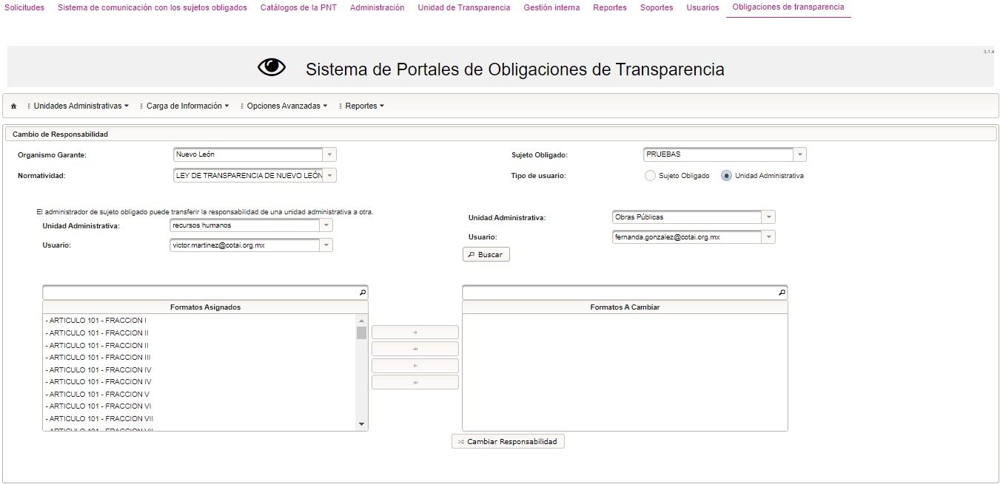 Solicitudes Sistema de comunicación con los sujetos obligados Catálogos de la PNT Administración Unidad de Transparencia Gestión interna Reportes Soportes Usuarios Obligaciones de transparencia
3.1.4
Sistema de Portales de Obligaciones de Transparencia
Unidades Administrativas Carga de Información Opciones Avanzadas Reportes
Cambio de Responsabilidad
Organismo Garante: Nuevo León Sujeto Obligado: PRUEBAS
Normatividad: LEY DE TRANSPARENCIA DE NUEVO LEÓN Tipo de usuario: Sujeto Obligado Unidad Administrativa
El administrador de sujeto obligado puede transferir la responsabilidad de una unidad administrativa a otra.
Unidad Administrativa: recursos humanos Unidad Administrativa: Obras Públicas
Usuario: victor.martinez@cotai.org.mx Usuario: fernanda.gonzalez@cotai.org.mx
Buscar
Formatos Asignados Formatos A Cambiar
- ARTICULO 101 - FRACCION I
- ARTICULO 101 - FRACCION II
- ARTICULO 101 - FRACCION II
- ARTICULO 101 - FRACCION III
- ARTICULO 101 - FRACCION IV
- ARTICULO 101 - FRACCION IV
- ARTICULO 101 - FRACCION V
- ARTICULO 101 - FRACCION VI
- ARTICULO 101 - FRACCION VII
- ARTICULO 101 - FRACCION VII
Cambiar Responsabilidad